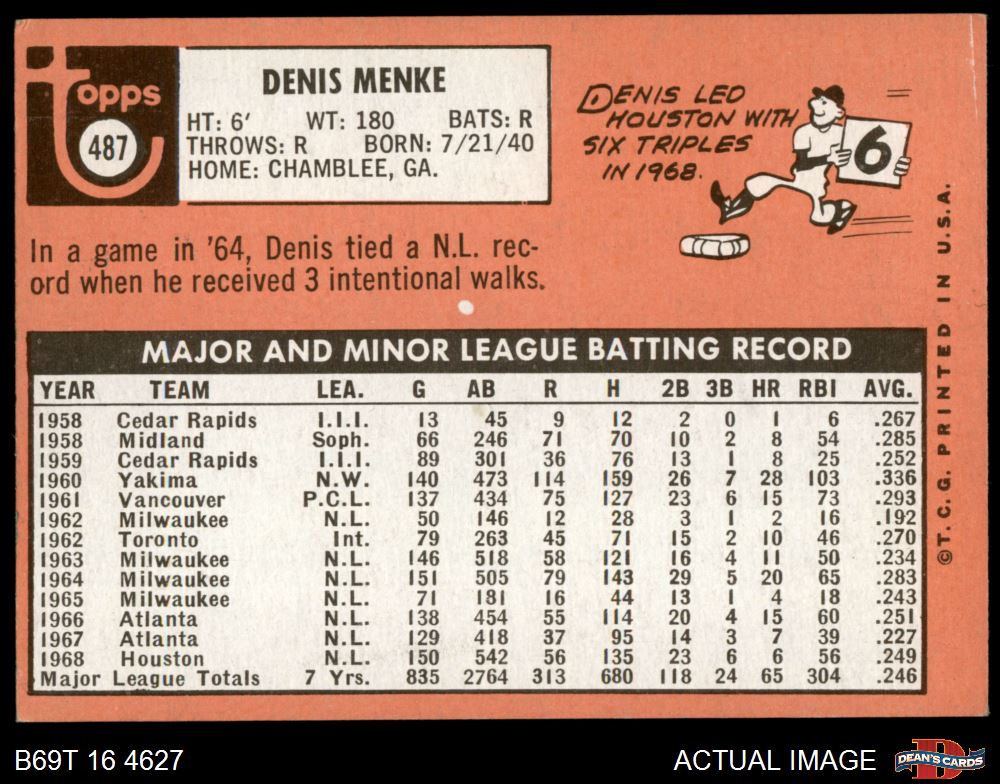 Topps
487
DENIS MENKE
HT: 6' WT: 180 BATS: R
THROWS: R BORN: 7/21/40
HOME: CHAMBLEE, GA.
DENIS LED
HOUSTON WITH
SIX TRIPLES
IN 1968.
6
In a game in '64, Denis tied a N.L. rec-
ord when he received 3 intentional walks.
MAJOR AND MINOR LEAGUE BATTING RECORD
YEAR TEAM LEA. G AB R H 2B 3B HR RBI AVG.
1958 Cedar Rapids I.I.I. 13 45 9 12 2 0 1 6 .267
1958 Midland Soph. 66 246 71 70 10 2 8 54 .285
1959 Cedar Rapids I.I.I. 89 301 36 76 13 1 8 25 .252
1960 Yakima N.W. 140 473 114 159 26 7 28 103 .336
1961 Vancouver P.C.L. 137 434 75 127 23 6 15 73 .293
1962 Milwaukee N.L. 50 146 12 28 3 1 2 16 .192
1962 Toronto Int. 79 263 45 71 15 2 10 46 .270
1963 Milwaukee N.L. 146 518 58 121 16 4 11 50 .234
1964 Milwaukee N.L. 151 505 79 143 29 5 20 65 .283
1965 Milwaukee N.L. 71 181 16 44 13 1 4 18 .243
1966 Atlanta N.L. 138 454 55 114 20 4 15 60 .251
1967 Atlanta N.L. 129 418 37 95 14 3 7 39 .227
1968 Houston N.L. 150 542 56 135 23 6 6 56 .249
Major League Totals 7 Yrs. 835 2764 313 680 118 24 65 304 .246
©T. C. G. PRINTED IN U.S.A.
B69T 16 4627
ACTUAL IMAGE
DEAN'S CARDS